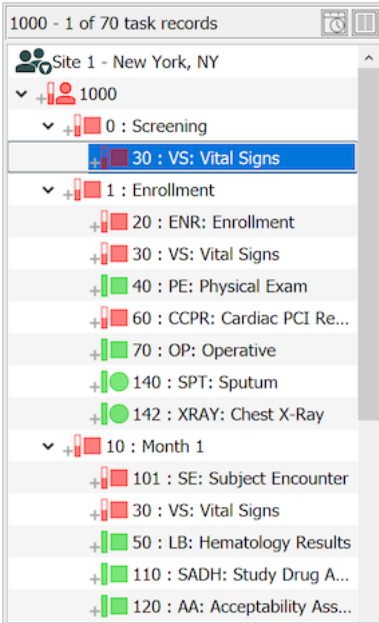 1000 - 1 of 70 task records
Site 1 - New York, NY
1000
0 : Screening
30 : VS: Vital Signs
1 : Enrollment
20 : ENR: Enrollment
30 : VS: Vital Signs
40 : PE: Physical Exam
60 : CCPR: Cardiac PCI Re...
70 : OP: Operative
140 : SPT: Sputum
142 : XRAY: Chest X-Ray
10 : Month 1
101 : SE: Subject Encounter
30 : VS: Vital Signs
50 : LB: Hematology Results
110 : SADH: Study Drug A...
120 : AA: Acceptability Ass...